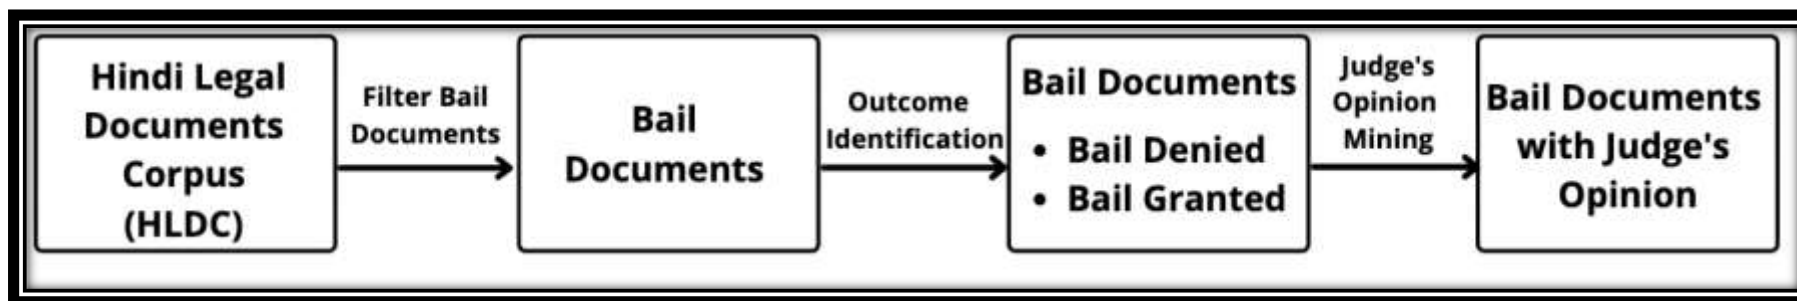 Hindi Legal
Documents
Corpus
(HLDC)
Filter Bail
Documents
Bail
Documents
Outcome
Identification
Bail Documents
• Bail Denied
• Bail Granted
Judge's
Opinion
Mining
Bail Documents
with Judge's
Opinion